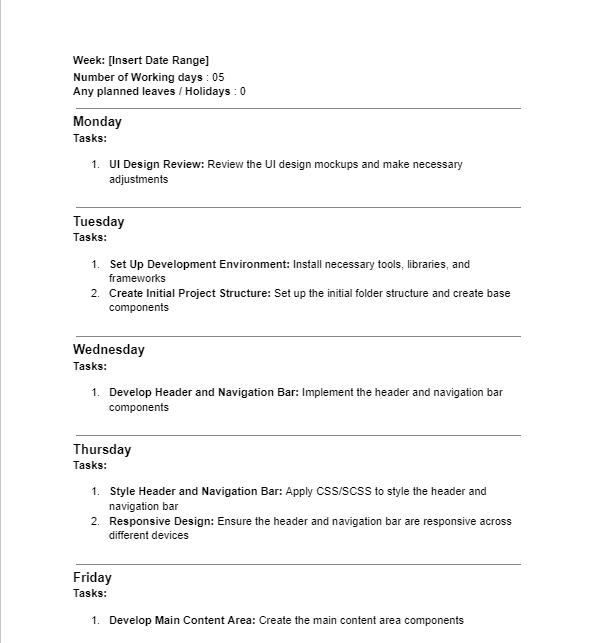 Week: [Insert Date Range]
Number of Working days : 05
Any planned leaves / Holidays : 0
Monday
Tasks:
1. UI Design Review: Review the UI design mockups and make necessary
adjustments
Tuesday
Tasks:
1. Set Up Development Environment: Install necessary tools, libraries, and
frameworks
2. Create Initial Project Structure: Set up the initial folder structure and create base
components
Wednesday
Tasks:
1. Develop Header and Navigation Bar: Implement the header and navigation bar
components
Thursday
Tasks:
1. Style Header and Navigation Bar: Apply CSS/SCSS to style the header and
navigation bar
2. Responsive Design: Ensure the header and navigation bar are responsive across
different devices
Friday
Tasks:
1. Develop Main Content Area: Create the main content area components